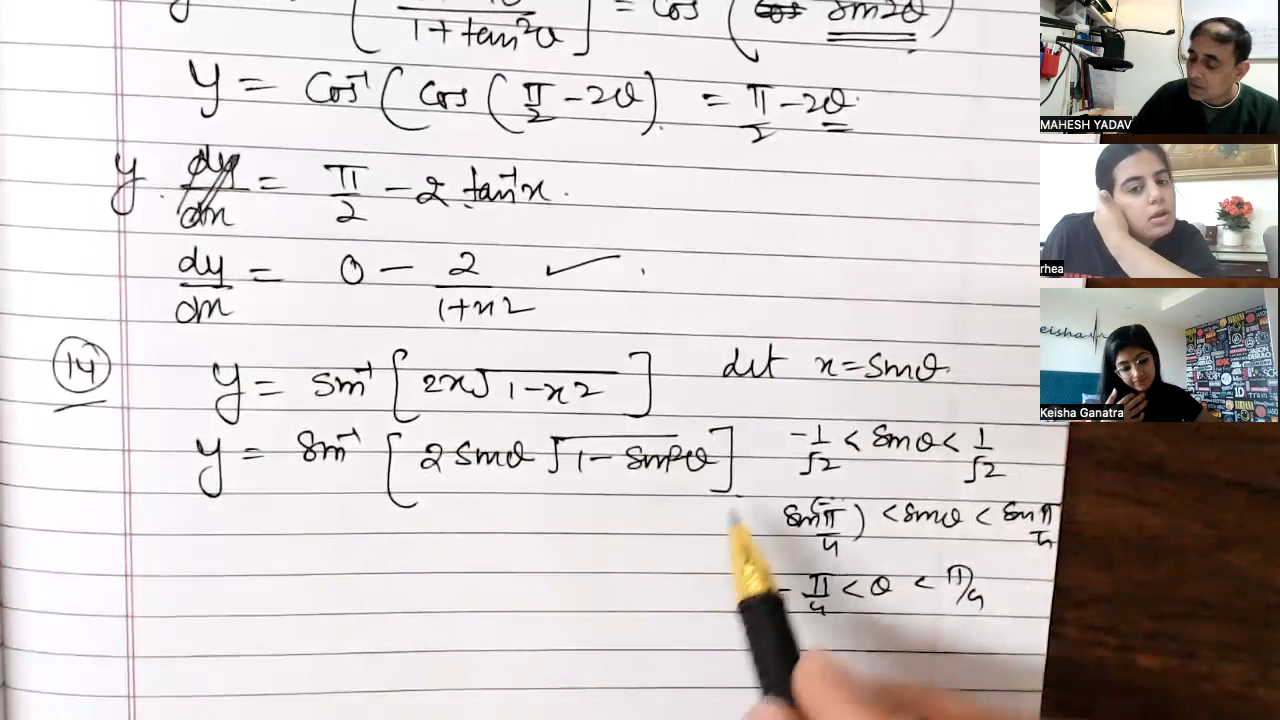 1 + tan²θ ] = cos ( sin2θ )
y = Cos⁻¹ ( cos ( π/2 - 2θ ) = π/2 - 2θ.
y. dy/dx = π/2 - 2 tan⁻¹x.
dy/dx = 0 - 2/(1+x2) ✓.
14 y = Sin⁻¹ [ 2x√1-x2 ] Let x = sinθ
y = Sin⁻¹ [ 2 sinθ √1 - sin²θ ] -1/√2 < Sinθ < 1/√2
Sin(-π/4) < Sinθ < Sin π/4
- π/4 < θ < π/4
MAHESH YADAV
rhea
eisha
Keisha Ganatra